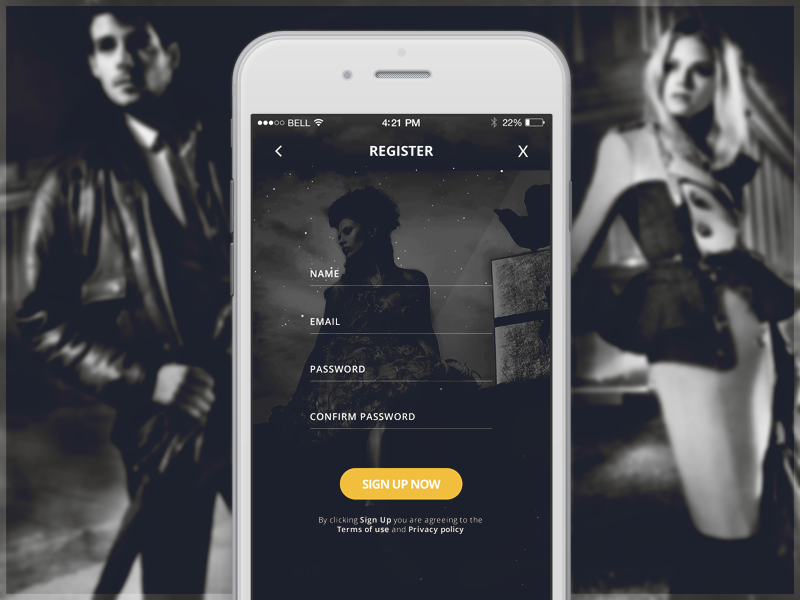 BELL 4:21 PM 22%
REGISTER X
NAME
EMAIL
PASSWORD
CONFIRM PASSWORD
SIGN UP NOW
By clicking Sign Up you are agreeing to the
Terms of use and Privacy policy